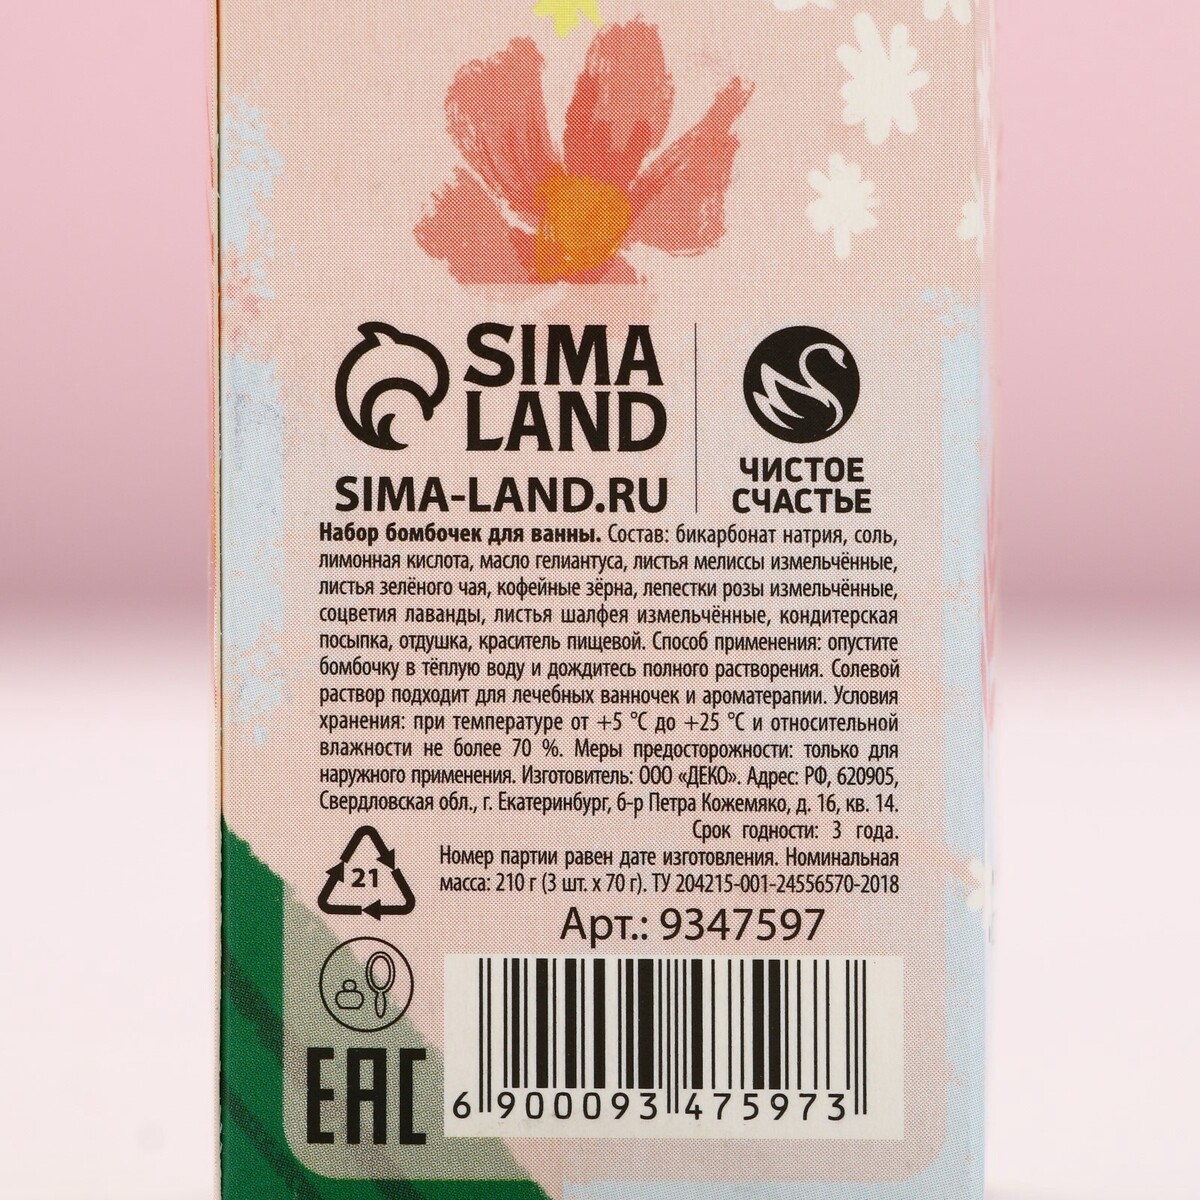 SIMA
LAND
SIMA-LAND.RU
ЧИСТОЕ
СЧАСТЬЕ
Набор бомбочек для ванны. Состав: бикарбонат натрия, соль,
лимонная кислота, масло гелиантуса, листья мелиссы измельчённые,
листья зелёного чая, кофейные зёрна, лепестки розы измельчённые,
соцветия лаванды, листья шалфея измельчённые, кондитерская
посыпка, отдушка, краситель пищевой. Способ применения: опустите
бомбочку в тёплую воду и дождитесь полного растворения. Солевой
раствор подходит для лечебных ванночек и ароматерапии. Условия
хранения: при температуре от +5 °C до +25 °C и относительной
влажности не более 70 %. Меры предосторожности: только для
наружного применения. Изготовитель: ООО «ДЕКО». Адрес: РФ, 620905,
Свердловская обл., г. Екатеринбург, б-р Петра Кожемяко, д. 16, кв. 14.
Срок годности: 3 года.
Номер партии равен дате изготовления. Номинальная
масса: 210 г (3 шт. х 70 г). ТУ 204215-001-24556570-2018
21
Арт.: 9347597
EAC
6 900093 475973